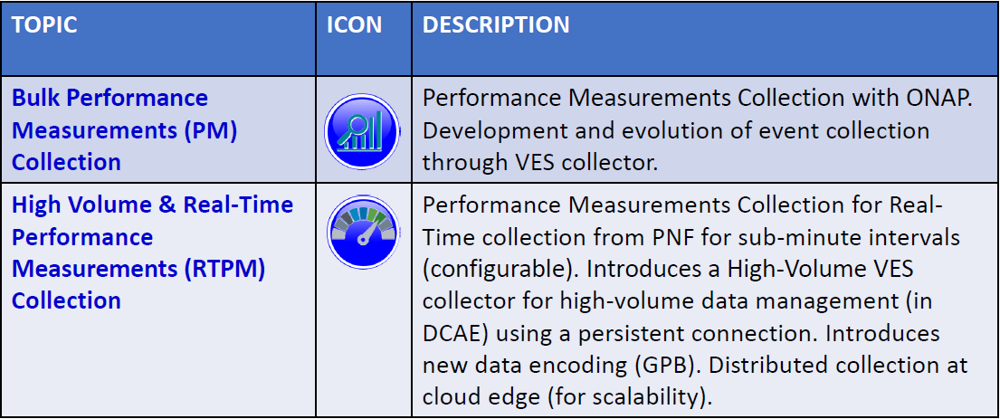 TOPIC
ICON
DESCRIPTION
Bulk Performance
Measurements (PM)
Collection
Performance Measurements Collection with ONAP.
Development and evolution of event collection
through VES collector.
High Volume & Real-Time
Performance
Measurements (RTPM)
Collection
Performance Measurements Collection for Real-
Time collection from PNF for sub-minute intervals
(configurable). Introduces a High-Volume VES
collector for high-volume data management (in
DCAE) using a persistent connection. Introduces
new data encoding (GPB). Distributed collection at
cloud edge (for scalability).